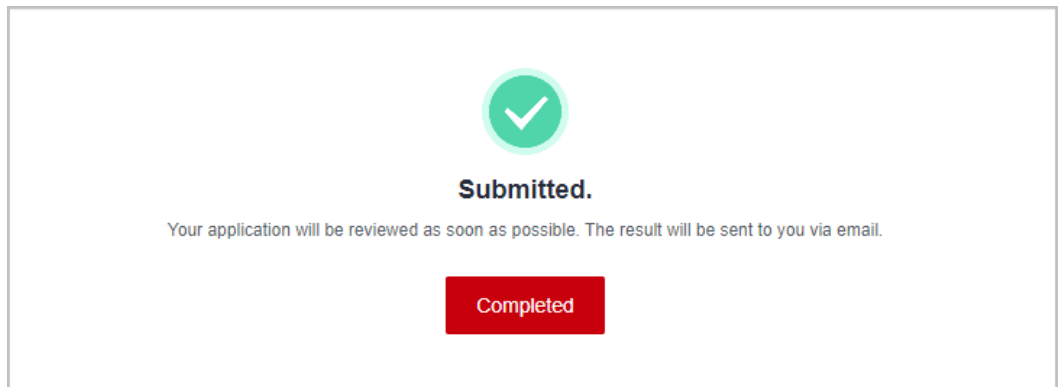 Submitted.
Your application will be reviewed as soon as possible. The result will be sent to you via email.
Completed